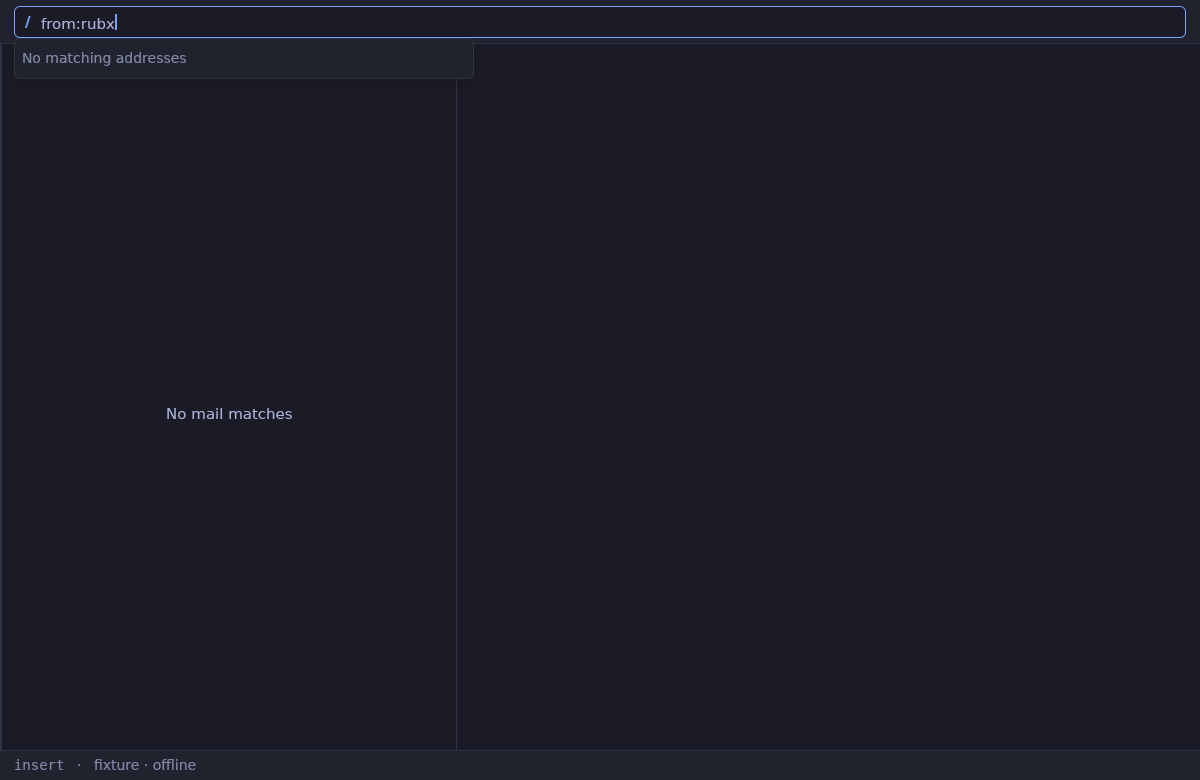 / from:rubx
No matching addresses
No mail matches
insert · fixture · offline